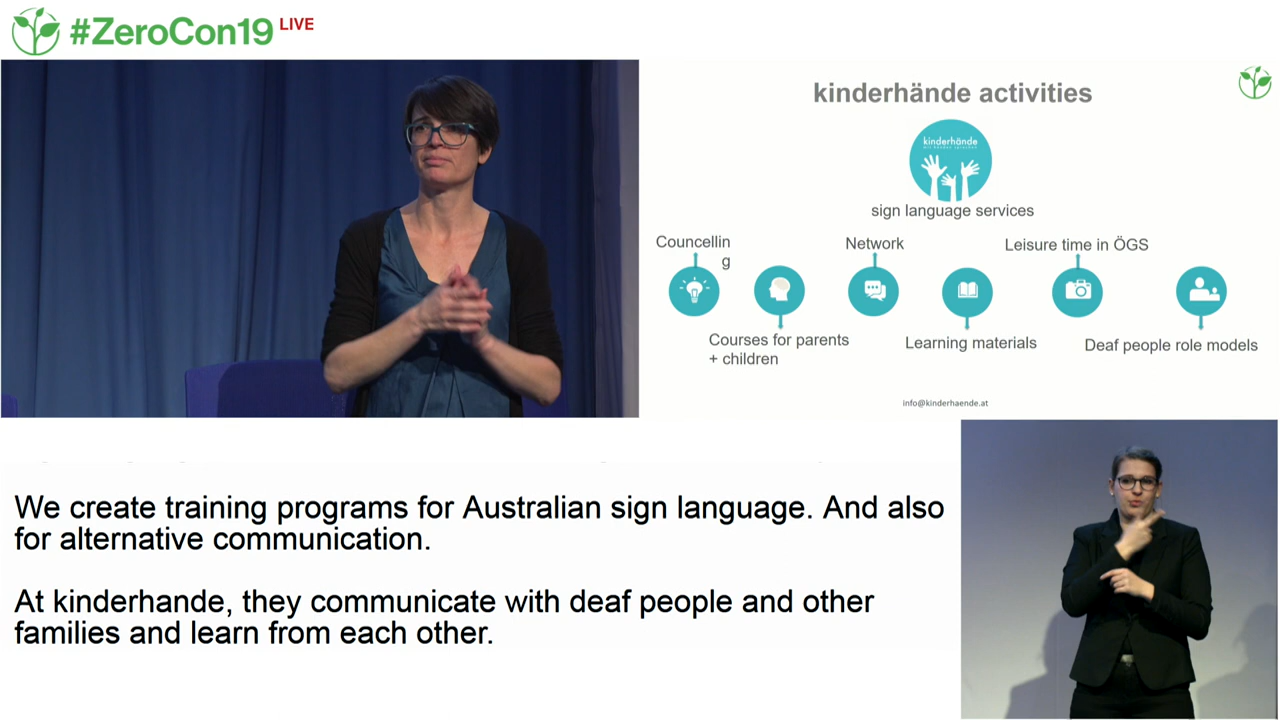 #ZeroCon19 LIVE
kinderhände activities
kinderhände
sign language services
Councellin
g
Network
Leisure time in ÖGS
Courses for parents
+ children
Learning materials
Deaf people role models
info@kinderhaende.at
We create training programs for Australian sign language. And also
for alternative communication.
At kinderhande, they communicate with deaf people and other
families and learn from each other.